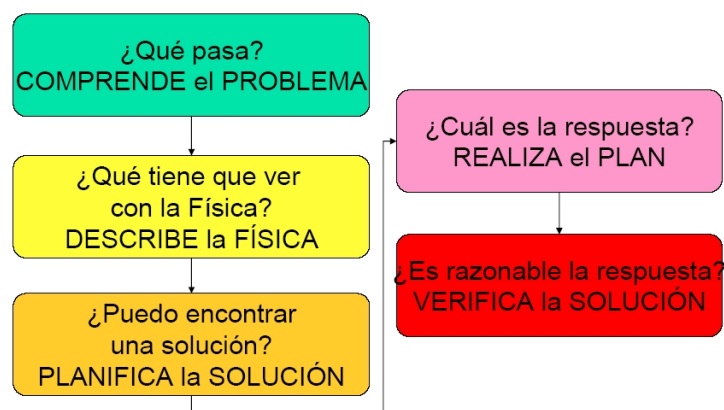 ¿Qué pasa?
COMPRENDE el PROBLEMA
¿Qué tiene que ver
con la Física?
DESCRIBE la FÍSICA
¿Puedo encontrar
una solución?
PLANIFICA la SOLUCIÓN
¿Cuál es la respuesta?
REALIZA el PLAN
¿Es razonable la respuesta?
VERIFICA la SOLUCIÓN